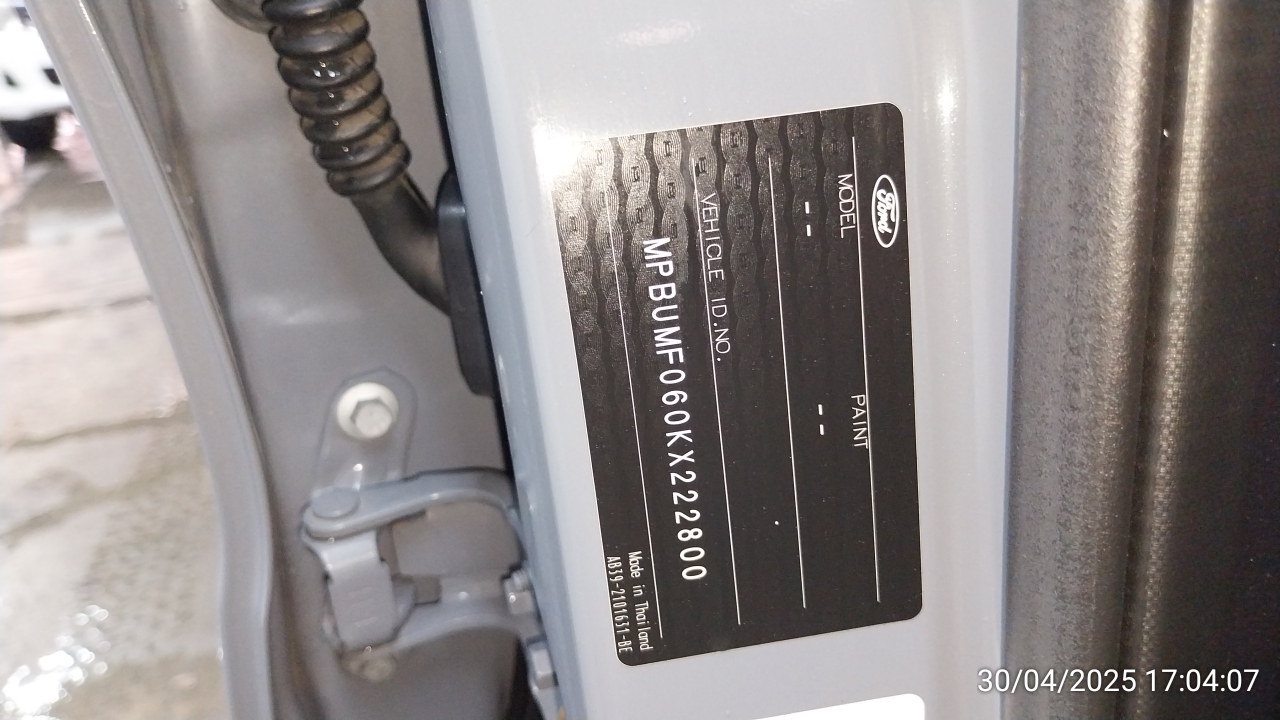 Ford
MODEL PAINT
-- --
VEHICLE ID.NO.
MPBUMF060KX222800
Made in Thailand
AB39-2101631-BE
30/04/2025 17:04:07